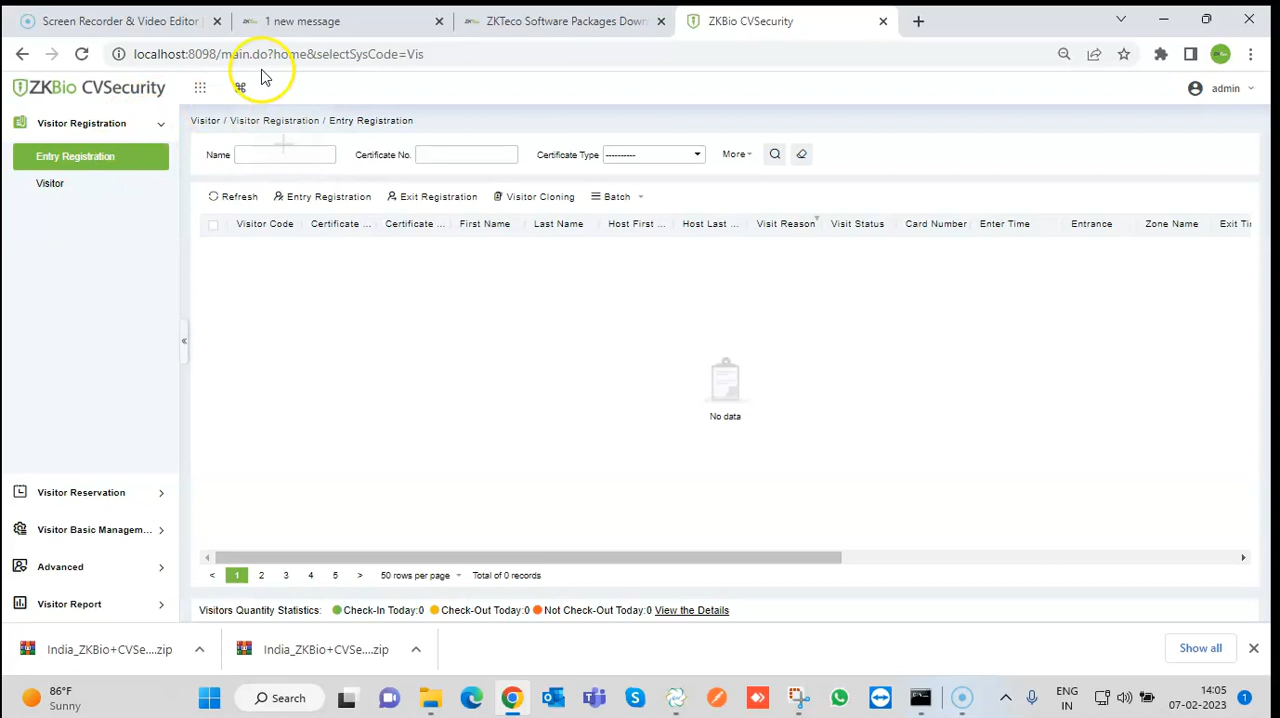 Screen Recorder & Video Editor
1 new message
ZKTeco Software Packages Down
ZKBio CVSecurity
localhost:8098/main.do?home&selectSysCode=Vis
ZKBio CVSecurity
admin
Visitor Registration
Entry Registration
Visitor
Visitor Reservation
Visitor Basic Managem...
Advanced
Visitor Report
Visitor / Visitor Registration / Entry Registration
Name
Certificate No.
Certificate Type
----------
More
Refresh
Entry Registration
Exit Registration
Visitor Cloning
Batch
Visitor Code
Certificate ...
Certificate ...
First Name
Last Name
Host First ...
Host Last ...
Visit Reason
Visit Status
Card Number
Enter Time
Entrance
Zone Name
Exit Tir
No data
< 1 2 3 4 5 >
50 rows per page
Total of 0 records
Visitors Quantity Statistics:
Check-In Today:0
Check-Out Today:0
Not Check-Out Today:0
View the Details
India_ZKBio+CVSe....zip
India_ZKBio+CVSe....zip
Show all
86°F
Sunny
Search
ENG
IN
14:05
07-02-2023
1